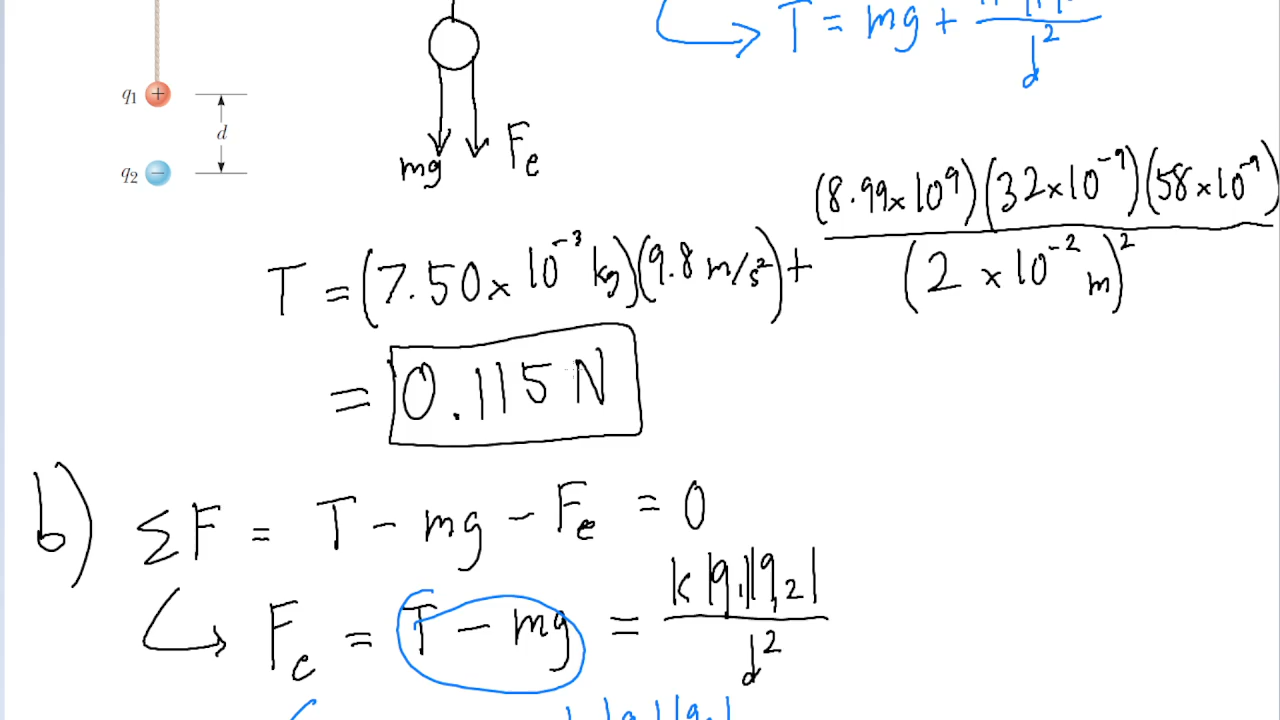 T = mg + d²
q₁ +
d
q₂ −
mg Fe
T = (7.50 × 10⁻³ kg)(9.8 m/s²) + (8.99 × 10⁹)(32 × 10⁻⁹)(58 × 10⁻⁹) / (2 × 10⁻² m)²
= 0.115 N
b) ΣF = T − mg − Fe = 0
Fe = T − mg = k|q₁||q₂| / d²